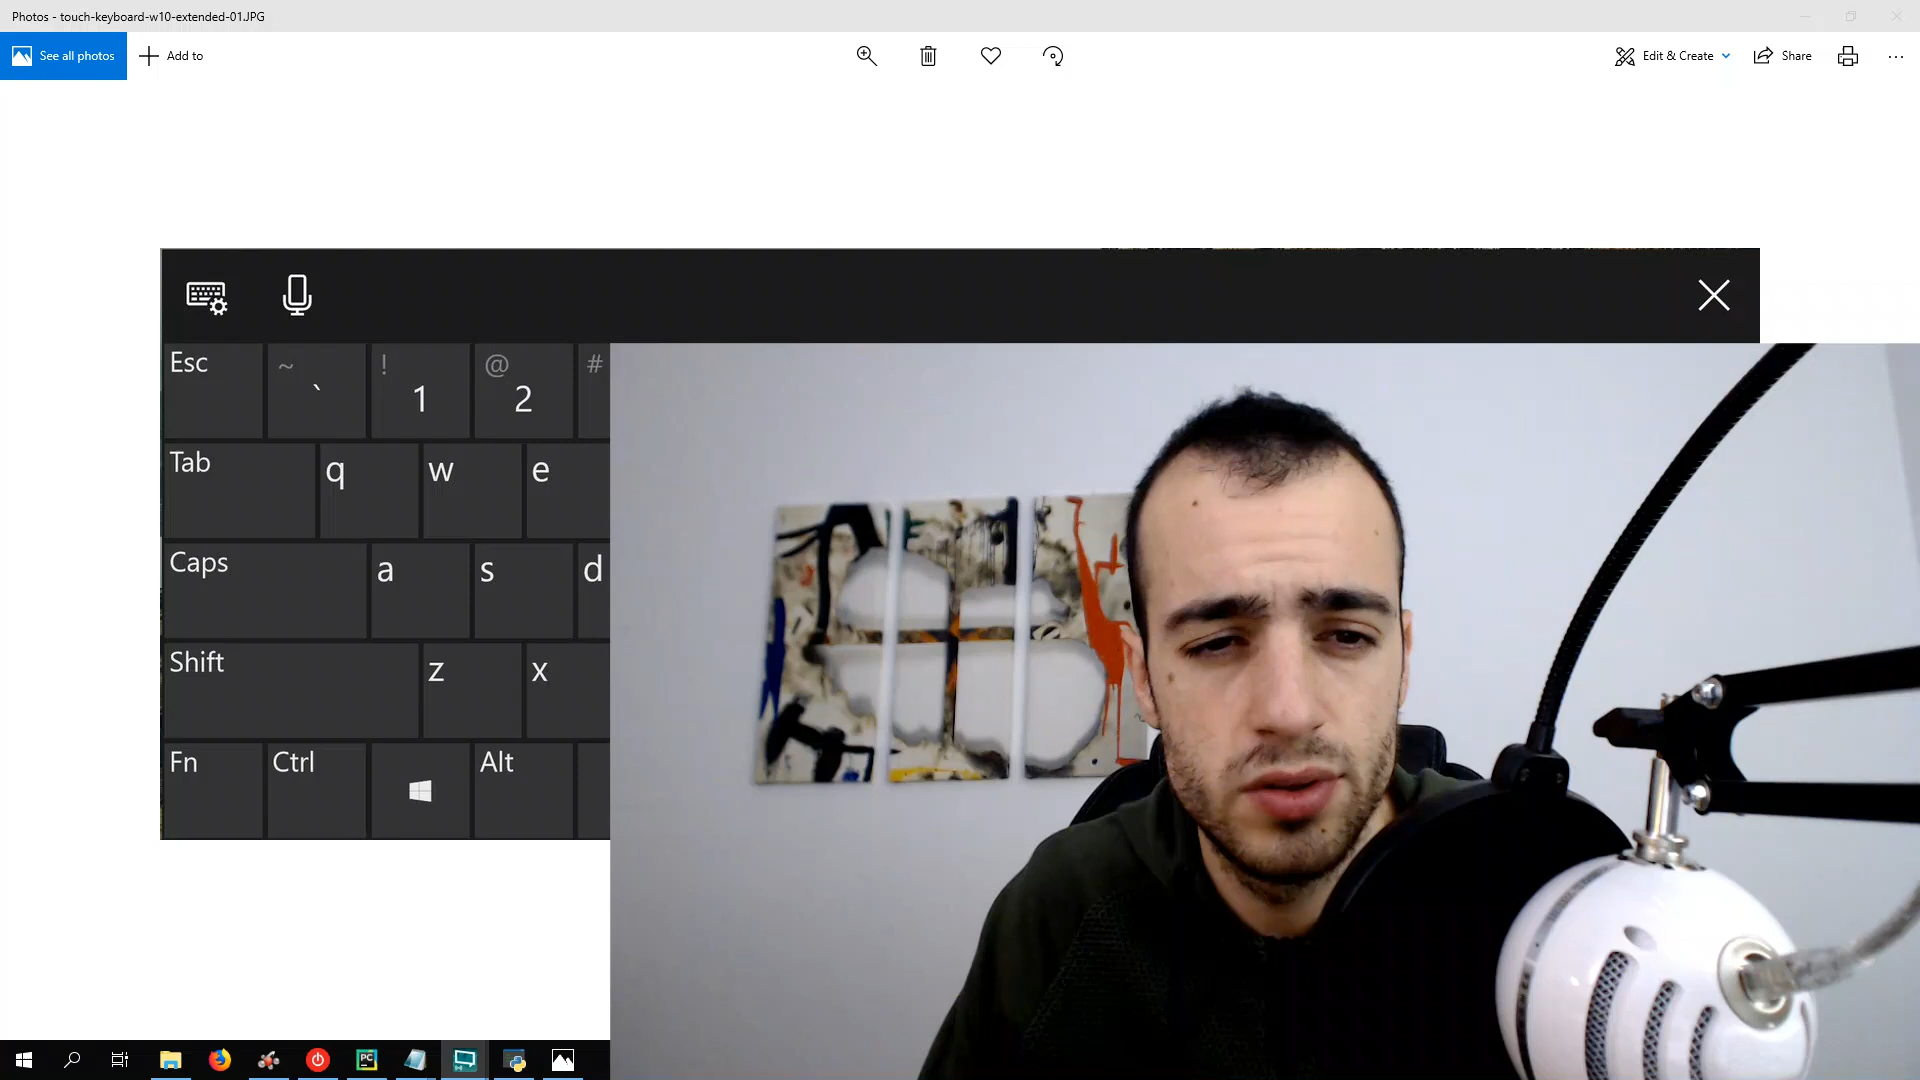 Photos - touch-keyboard-w10-extended-01.JPG
See all photos
Add to
Edit & Create
Share
Esc ~ ` ! 1 @ 2 #
Tab q w e
Caps a s d
Shift z x
Fn Ctrl Alt
PC